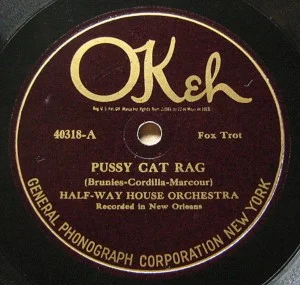 OKeh
40318-A
Fox Trot
PUSSY CAT RAG
(Brunies-Cordilla-Marcour)
HALF-WAY HOUSE ORCHESTRA
Recorded in New Orleans
GENERAL PHONOGRAPH CORPORATION NEW YORK